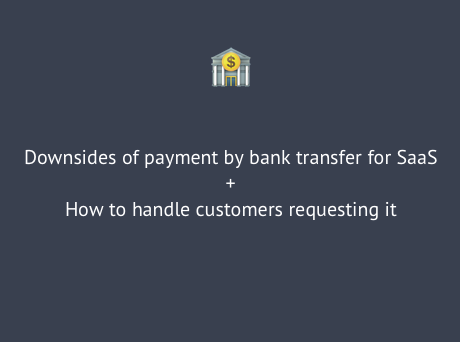 $
Downsides of payment by bank transfer for SaaS
+
How to handle customers requesting it